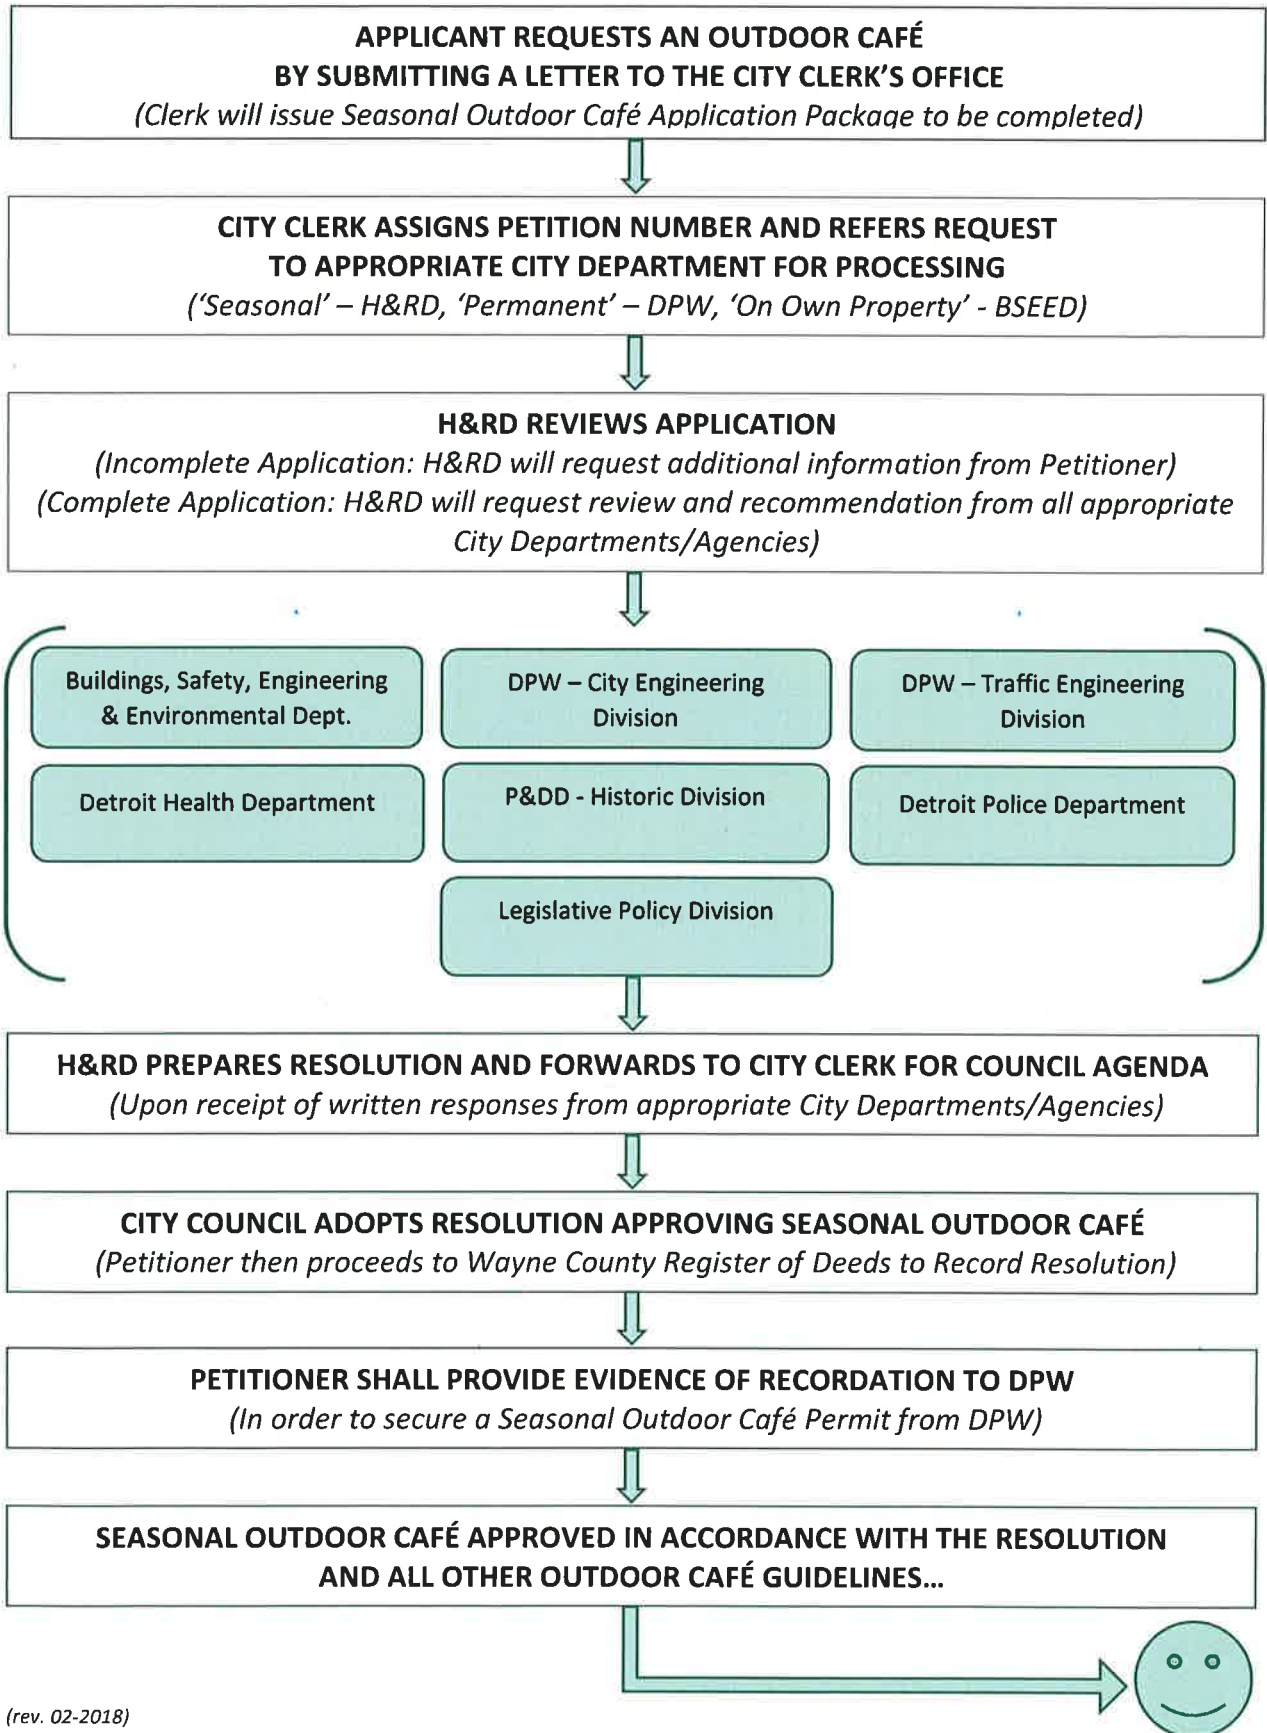 APPLICANT REQUESTS AN OUTDOOR CAFÉ
BY SUBMITTING A LETTER TO THE CITY CLERK'S OFFICE
(Clerk will issue Seasonal Outdoor Café Application Package to be completed)
CITY CLERK ASSIGNS PETITION NUMBER AND REFERS REQUEST
TO APPROPRIATE CITY DEPARTMENT FOR PROCESSING
('Seasonal' – H&RD, 'Permanent' – DPW, 'On Own Property' - BSEED)
H&RD REVIEWS APPLICATION
(Incomplete Application: H&RD will request additional information from Petitioner)
(Complete Application: H&RD will request review and recommendation from all appropriate
City Departments/Agencies)
Buildings, Safety, Engineering
& Environmental Dept.
DPW – City Engineering
Division
DPW – Traffic Engineering
Division
Detroit Health Department
P&DD - Historic Division
Detroit Police Department
Legislative Policy Division
H&RD PREPARES RESOLUTION AND FORWARDS TO CITY CLERK FOR COUNCIL AGENDA
(Upon receipt of written responses from appropriate City Departments/Agencies)
CITY COUNCIL ADOPTS RESOLUTION APPROVING SEASONAL OUTDOOR CAFÉ
(Petitioner then proceeds to Wayne County Register of Deeds to Record Resolution)
PETITIONER SHALL PROVIDE EVIDENCE OF RECORDATION TO DPW
(In order to secure a Seasonal Outdoor Café Permit from DPW)
SEASONAL OUTDOOR CAFÉ APPROVED IN ACCORDANCE WITH THE RESOLUTION
AND ALL OTHER OUTDOOR CAFÉ GUIDELINES...
(rev. 02-2018)